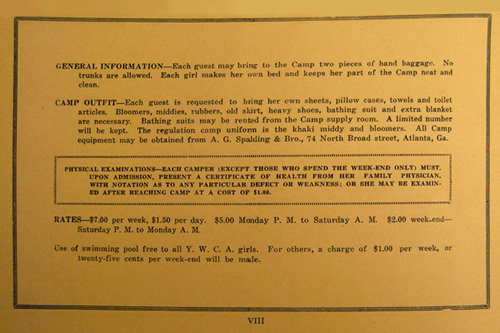 GENERAL INFORMATION—Each guest may bring to the Camp two pieces of hand baggage. No
trunks are allowed. Each girl makes her own bed and keeps her part of the Camp neat and
clean.
CAMP OUTFIT—Each guest is requested to bring her own sheets, pillow cases, towels and toilet
articles. Bloomers, middies, rubbers, old skirt, heavy shoes, bathing suit and extra blanket
are necessary. Bathing suits may be rented from the Camp supply room. A limited number
will be kept. The regulation camp uniform is the khaki middy and bloomers. All Camp
equipment may be obtained from A. G. Spalding & Bro., 74 North Broad street, Atlanta, Ga.
PHYSICAL EXAMINATIONS—EACH CAMPER (EXCEPT THOSE WHO SPEND THE WEEK-END ONLY) MUST,
UPON ADMISSION, PRESENT A CERTIFICATE OF HEALTH FROM HER FAMILY PHYSICIAN,
WITH NOTATION AS TO ANY PARTICULAR DEFECT OR WEAKNESS: OR SHE MAY BE EXAMIN-
ED AFTER REACHING CAMP AT A COST OF $1.00.
RATES—$7.00 per week, $1.50 per day. $5.00 Monday P. M. to Saturday A. M. $2.00 week-end—
Saturday P. M. to Monday A. M.
Use of swimming pool free to all Y. W. C. A. girls. For others, a charge of $1.00 per week, or
twenty-five cents per week-end will be made.
VIII